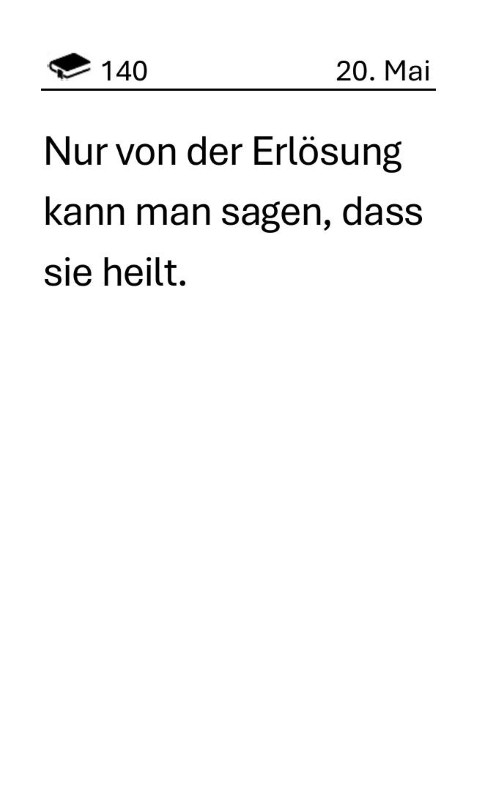 140 20. Mai
Nur von der Erlösung
kann man sagen, dass
sie heilt.